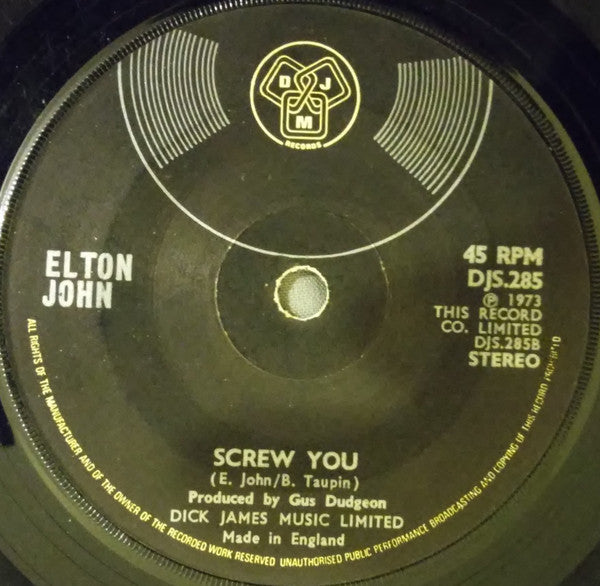 D J
M
RECORDS
ELTON
JOHN
45 RPM
DJS.285
Ⓟ 1973
THIS RECORD
CO. LIMITED
DJS.285B
STEREO
SCREW YOU
(E. John/B. Taupin)
Produced by Gus Dudgeon
DICK JAMES MUSIC LIMITED
Made in England
ALL RIGHTS OF THE MANUFACTURER AND OF THE OWNER OF THE RECORDED WORK RESERVED UNAUTHORISED PUBLIC PERFORMANCE BROADCASTING AND COPYING OF THIS RECORD PROHIBITED